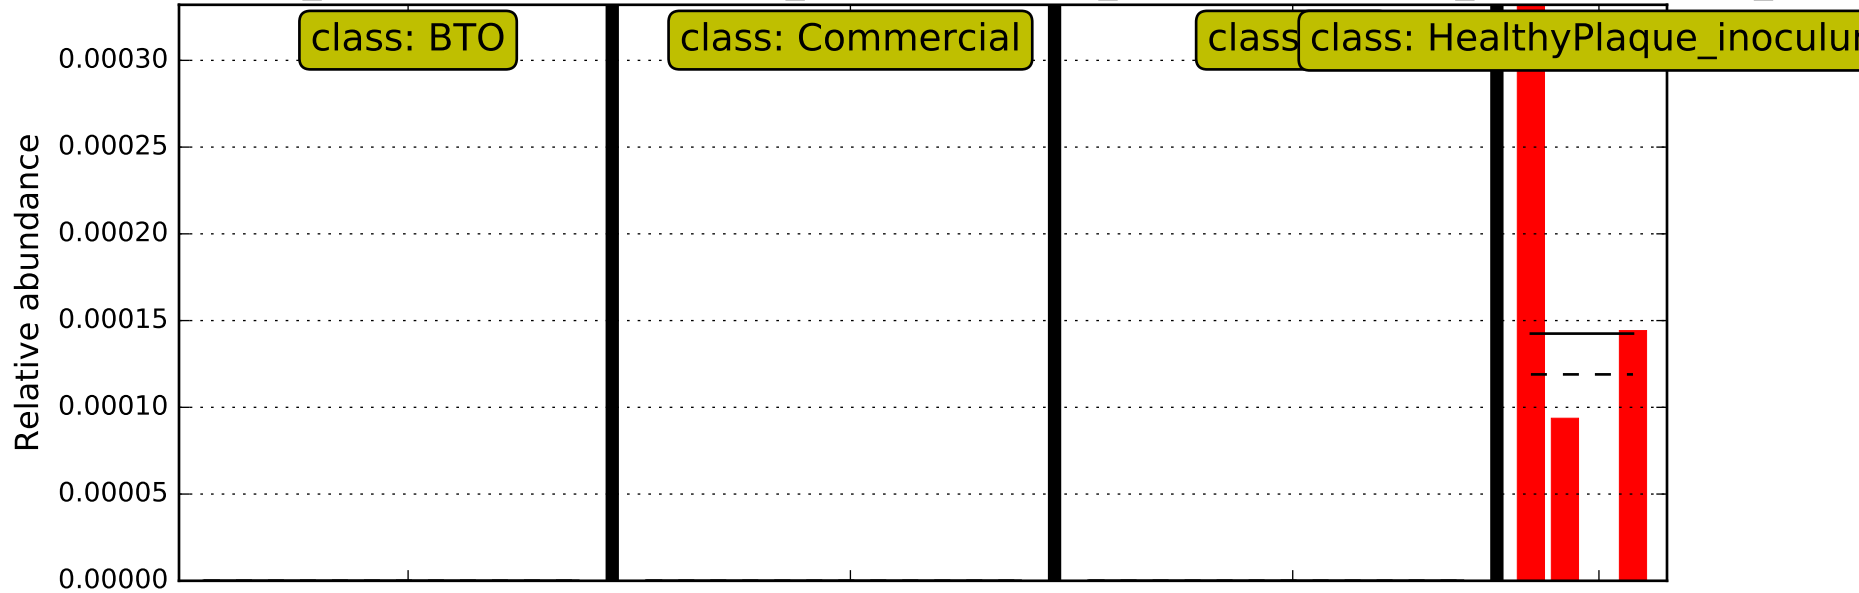 class: BTO
class: Commercial
class
class: HealthyPlaque_inoculu
Relative abundance
0.00030
0.00025
0.00020
0.00015
0.00010
0.00005
0.00000